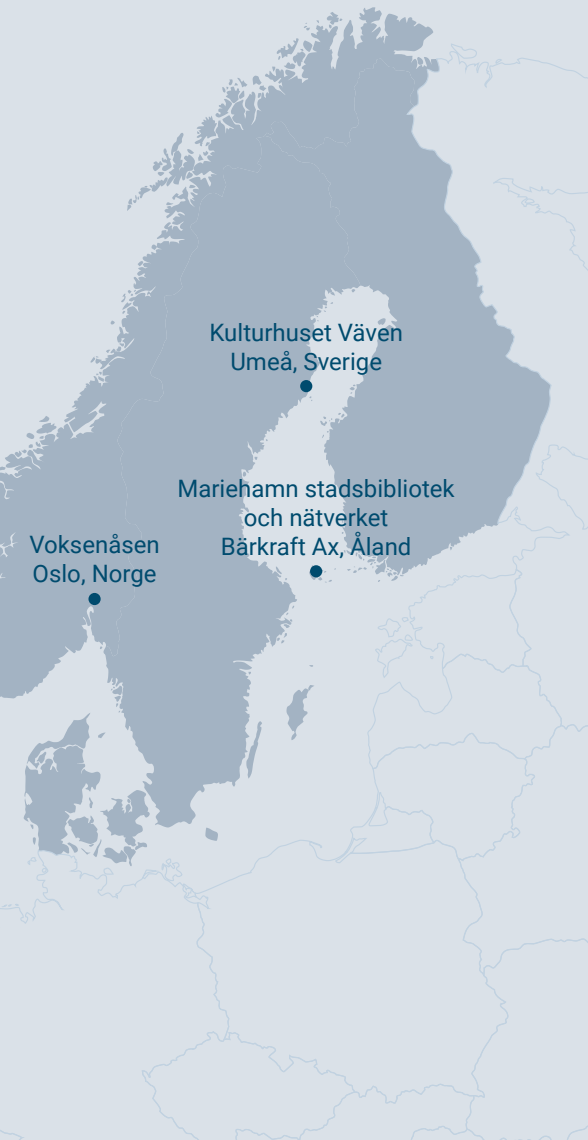 Kulturhuset Väven
Umeå, Sverige
Mariehamn stadsbibliotek
och nätverket
Bärkraft Ax, Åland
Voksenåsen
Oslo, Norge